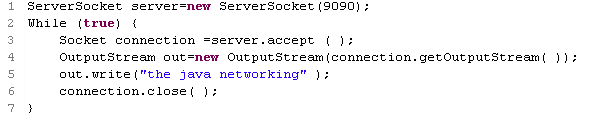 1 ServerSocket server=new ServerSocket(9090);
2 While (true) {
3     Socket connection =server.accept ( );
4     OutputStream out=new OutputStream(connection.getOutputStream( ));
5     out.write("the java networking" );
6     connection.close( );
7 }